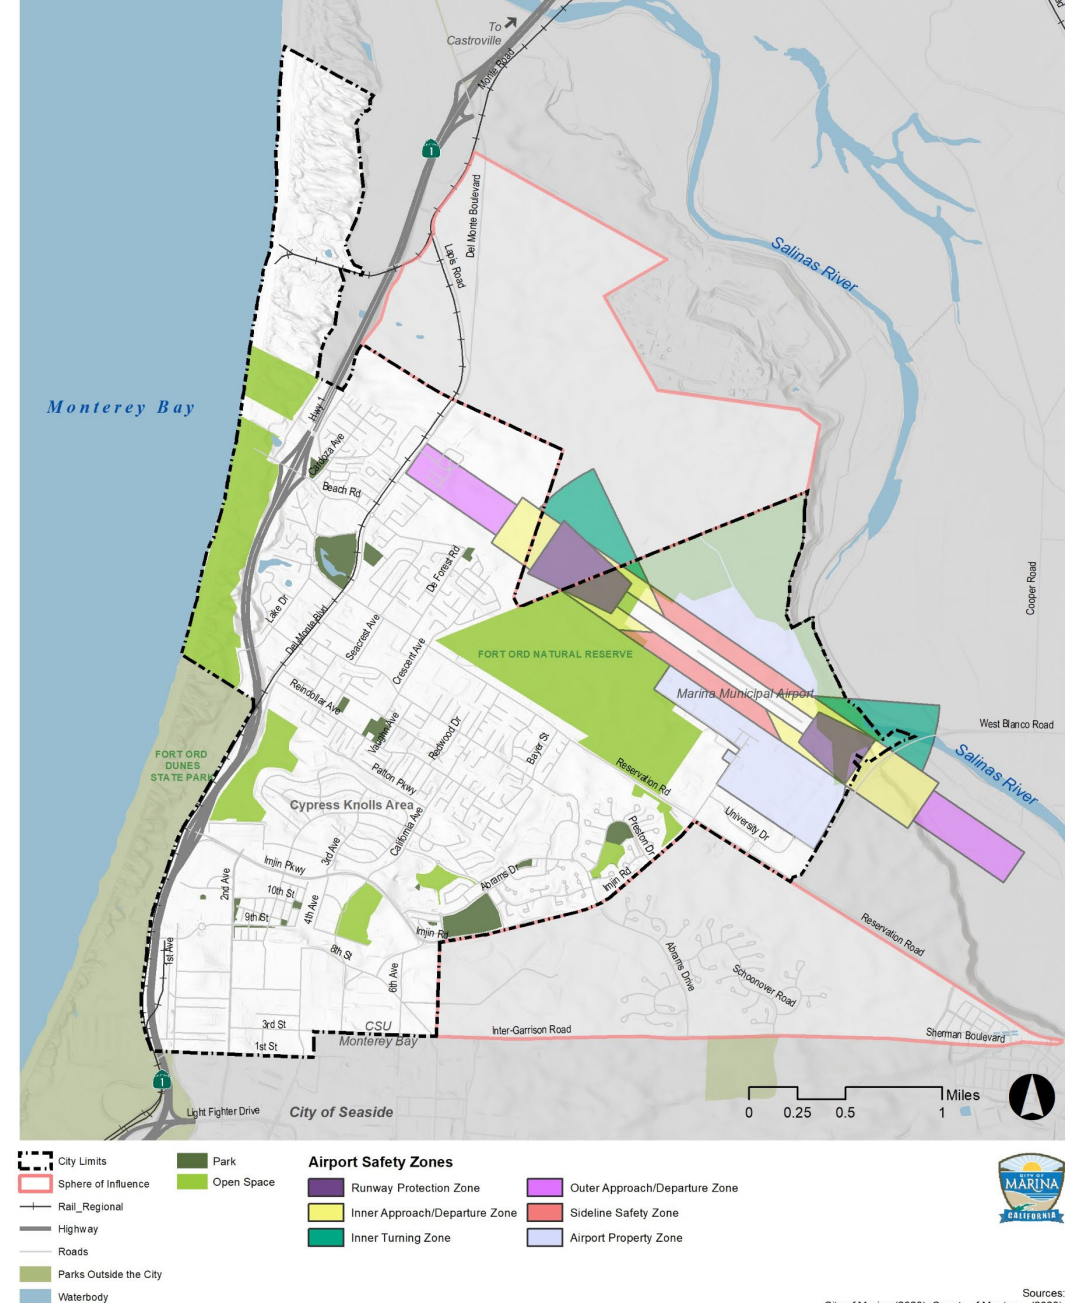 To
Castroville
Monte Road
1
Del Monte Boulevard
Lapis Road
Salinas River
Monterey Bay
Hwy 1
Cardoza Ave
Beach Rd
De Forest Rd
Cooper Road
Lake Dr
Del Monte Blvd
Seacrest Ave
Crescent Ave
FORT ORD NATURAL RESERVE
Marina Municipal Airport
West Blanco Road
Reindollar Ave
Vaughn Ave
Redwood Dr
Bayer St
Salinas River
FORT ORD
DUNES
STATE PARK
Patton Pkwy
Reservation Rd
Cypress Knolls Area
California Ave
University Dr
Preston Dr
3rd Ave
Imjin Pkwy
Abrams Dr
Imjin Rd
2nd Ave
10th St
4th Ave
9th St
Imjin Rd
8th St
Reservation Road
1st Ave
6th Ave
Abrams Drive
Schoonover Road
3rd St
CSU
Monterey Bay
1st St
Inter-Garrison Road
Sherman Boulevard
1
Light Fighter Drive
City of Seaside
Miles
0 0.25 0.5 1
City Limits
Sphere of Influence
Rail_Regional
Highway
Roads
Parks Outside the City
Waterbody
Park
Open Space
Airport Safety Zones
Runway Protection Zone
Inner Approach/Departure Zone
Inner Turning Zone
Outer Approach/Departure Zone
Sideline Safety Zone
Airport Property Zone
CITY OF
MARINA
CALIFORNIA
Sources: